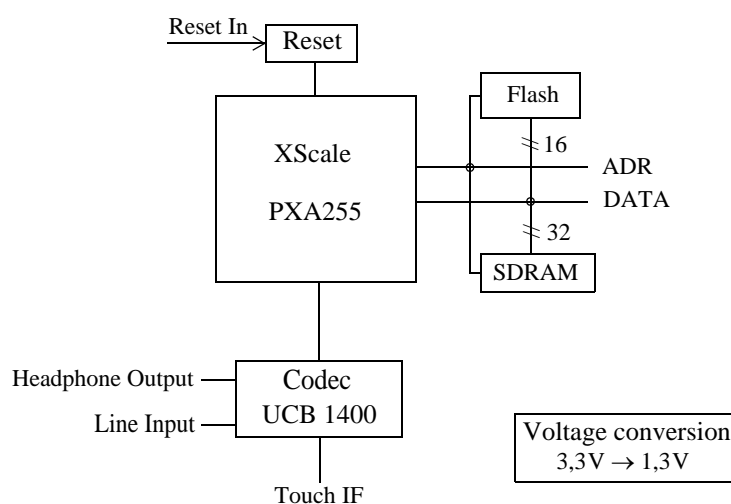 Reset In
Reset
Flash
XScale
PXA255
16
ADR
DATA
32
SDRAM
Headphone Output
Line Input
Codec
UCB 1400
Touch IF
Voltage conversion
3,3V → 1,3V